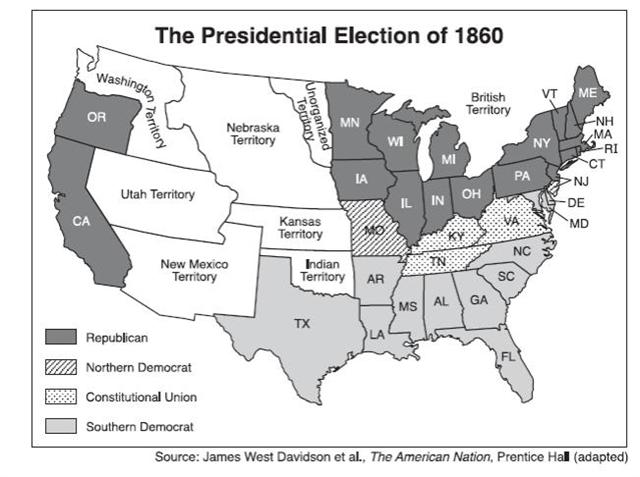 The Presidential Election of 1860
Washington Territory
OR
CA
Utah Territory
Nebraska
Territory
Unorganized
Territory
Kansas
Territory
New Mexico
Territory
Indian
Territory
British
Territory
MN
WI
MI
IA
IL
IN
OH
PA
NY
VT
ME
NH
MA
RI
CT
NJ
DE
MD
MO
KY
VA
TN
NC
SC
AR
MS
AL
GA
TX
LA
FL
Republican
Northern Democrat
Constitutional Union
Southern Democrat
Source: James West Davidson et al., The American Nation, Prentice Hall (adapted)